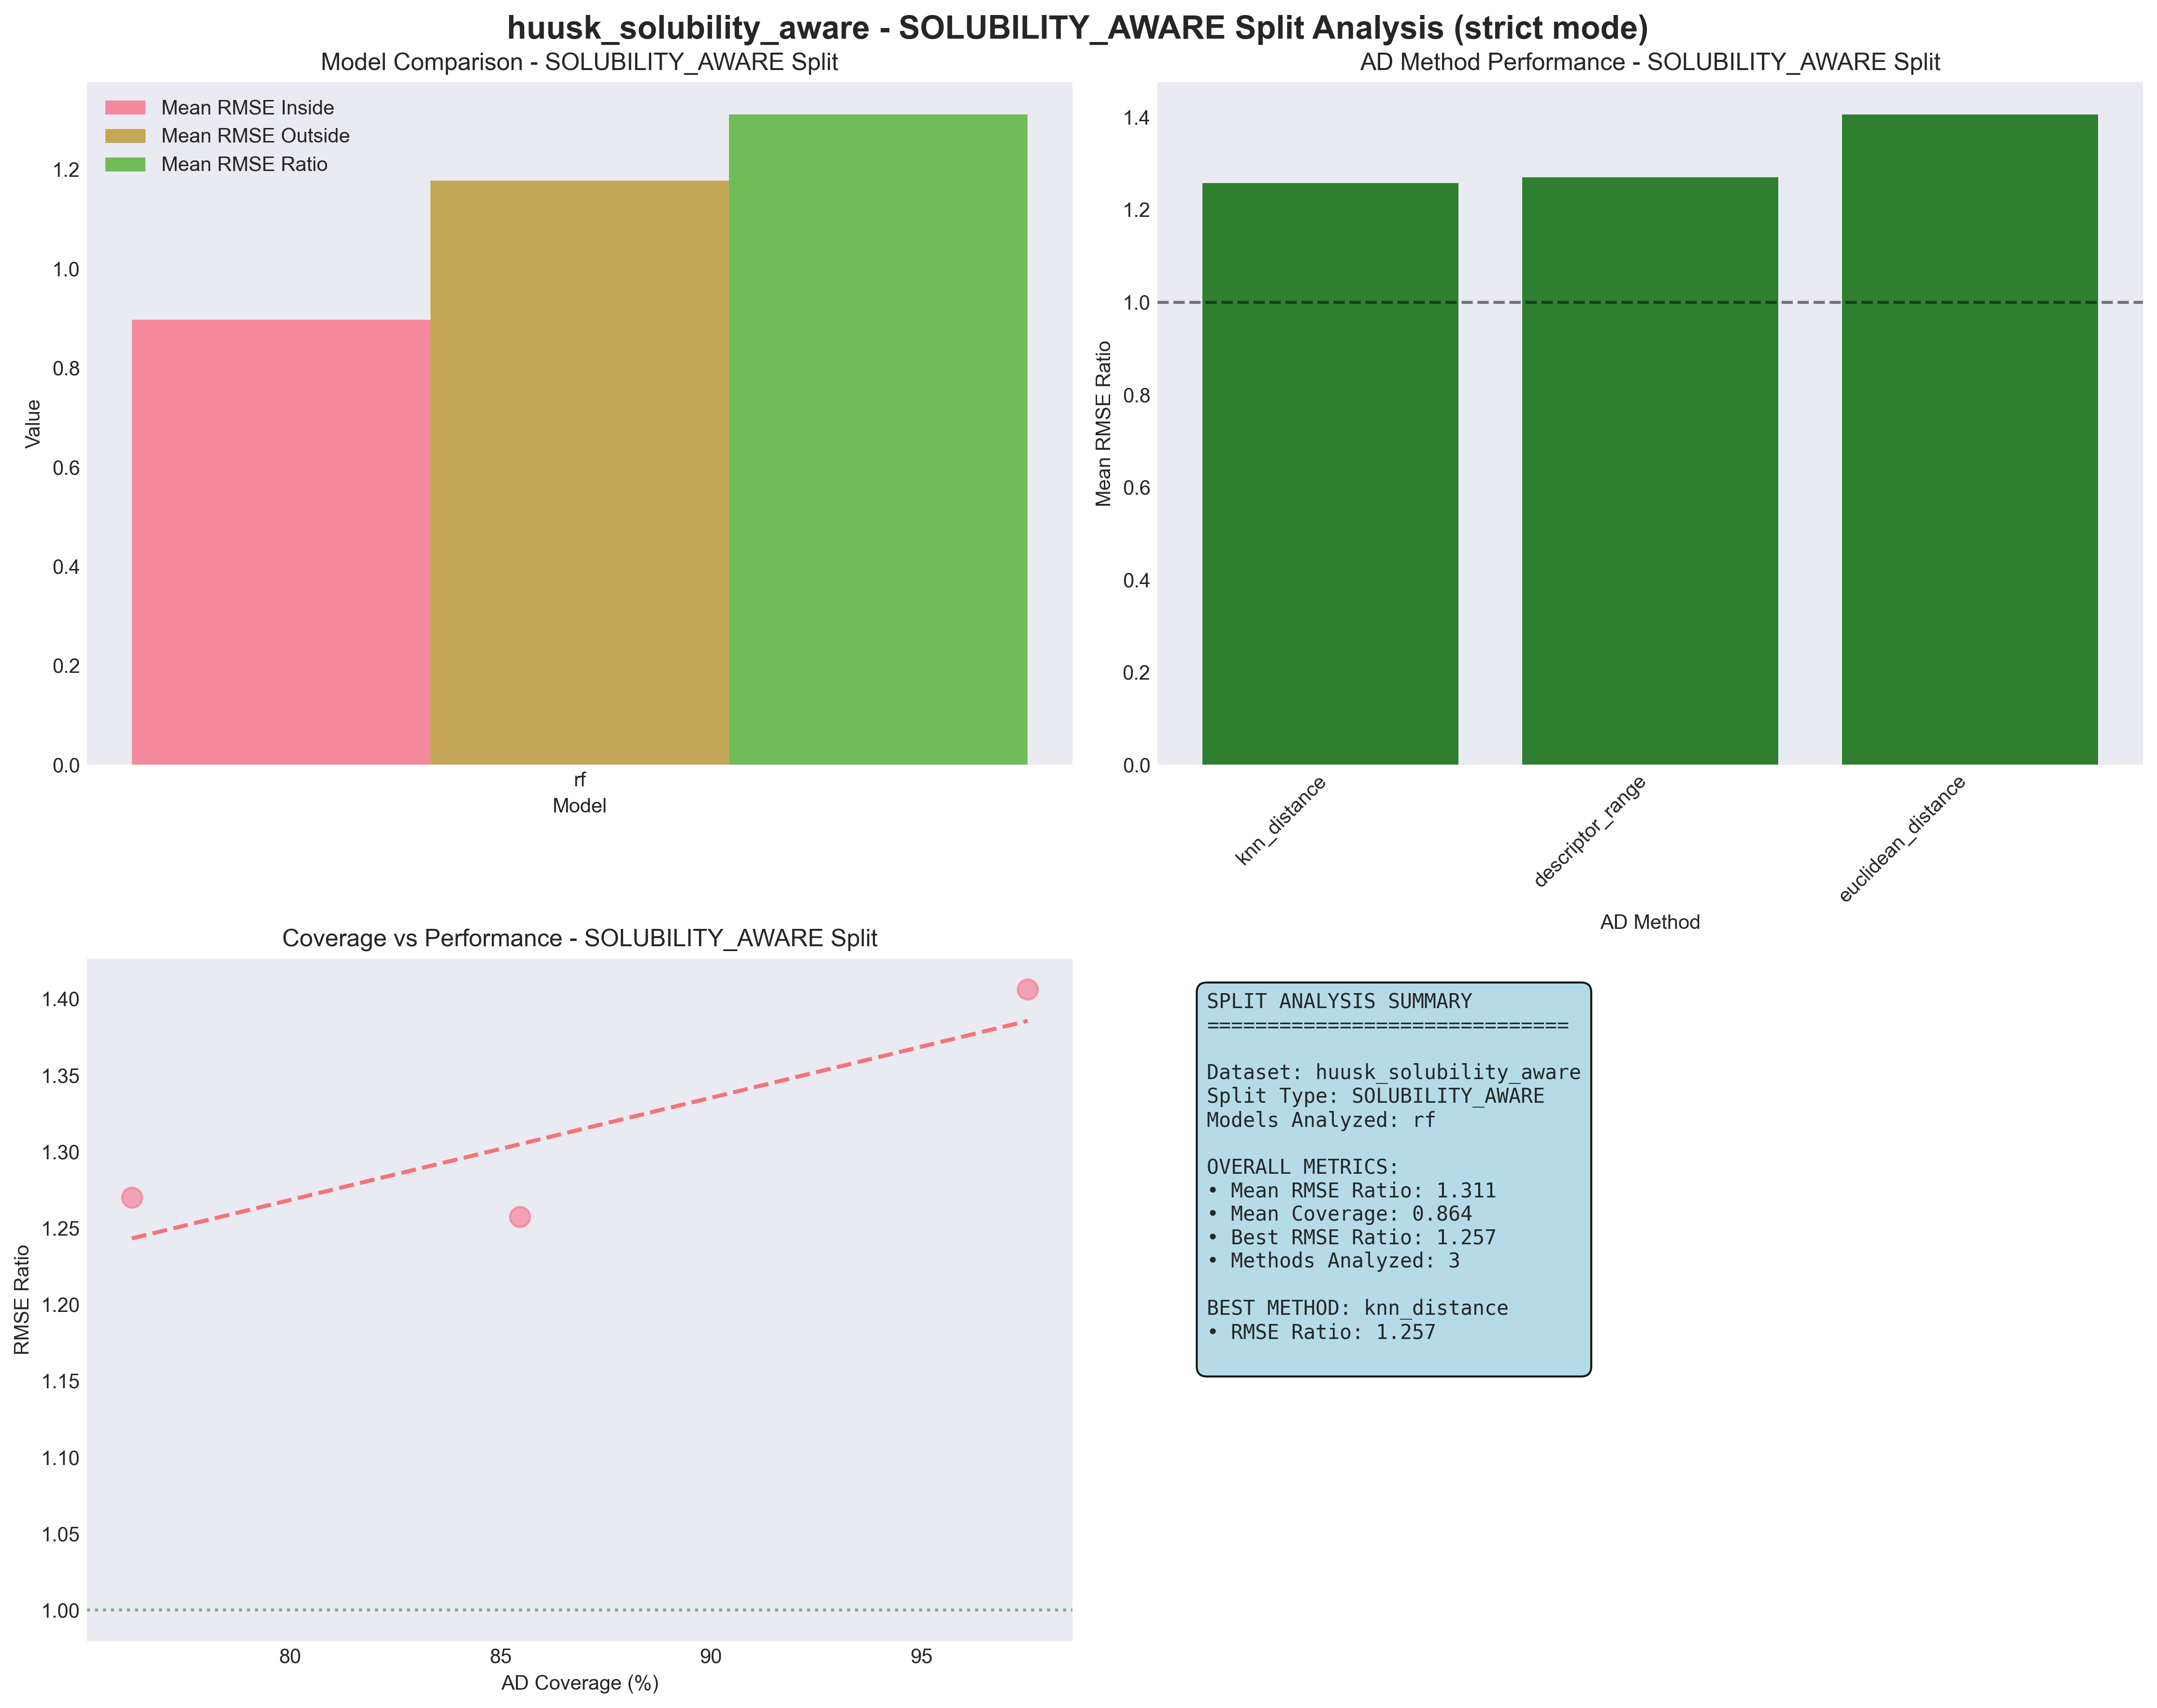 huusk_solubility_aware - SOLUBILITY_AWARE Split Analysis (strict mode)
Model Comparison - SOLUBILITY_AWARE Split
Mean RMSE Inside
Mean RMSE Outside
Mean RMSE Ratio
Value
1.2
1.0
0.8
0.6
0.4
0.2
0.0
rf
Model
AD Method Performance - SOLUBILITY_AWARE Split
Mean RMSE Ratio
1.4
1.2
1.0
0.8
0.6
0.4
0.2
0.0
knn_distance
descriptor_range
euclidean_distance
AD Method
Coverage vs Performance - SOLUBILITY_AWARE Split
RMSE Ratio
1.40
1.35
1.30
1.25
1.20
1.15
1.10
1.05
1.00
80
85
90
95
AD Coverage (%)
SPLIT ANALYSIS SUMMARY
==============================
Dataset: huusk_solubility_aware
Split Type: SOLUBILITY_AWARE
Models Analyzed: rf
OVERALL METRICS:
• Mean RMSE Ratio: 1.311
• Mean Coverage: 0.864
• Best RMSE Ratio: 1.257
• Methods Analyzed: 3
BEST METHOD: knn_distance
• RMSE Ratio: 1.257